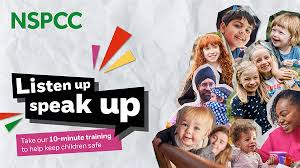 NSPCC
Listen up
speak up
Take our 10-minute training
to help keep children safe